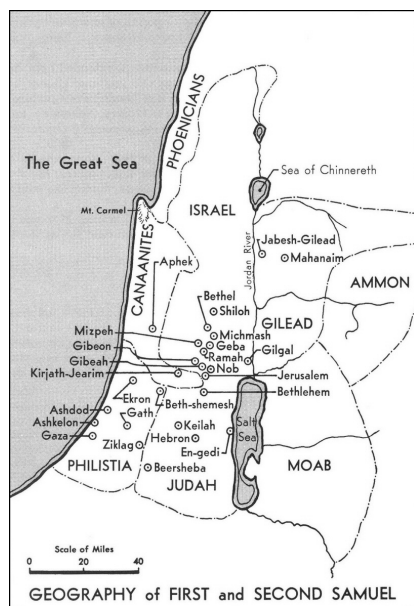 PHOENICIANS
The Great Sea
Sea of Chinnereth
Mt. Carmel
ISRAEL
CANAANITES
Aphek
Jordan River
Jabesh-Gilead
Mahanaim
AMMON
Bethel
Shiloh
Mizpeh
Michmash
GILEAD
Gibeon
Geba
Ramah
Gibeah
Nob
Gilgal
Kirjath-Jearim
Jerusalem
Ekron
Beth-shemesh
Bethlehem
Ashdod
Gath
Ashkelon
Keilah
Salt
Sea
Gaza
Hebron
Ziklag
En-gedi
PHILISTIA
Beersheba
MOAB
JUDAH
Scale of Miles
0 20 40
GEOGRAPHY of FIRST and SECOND SAMUEL